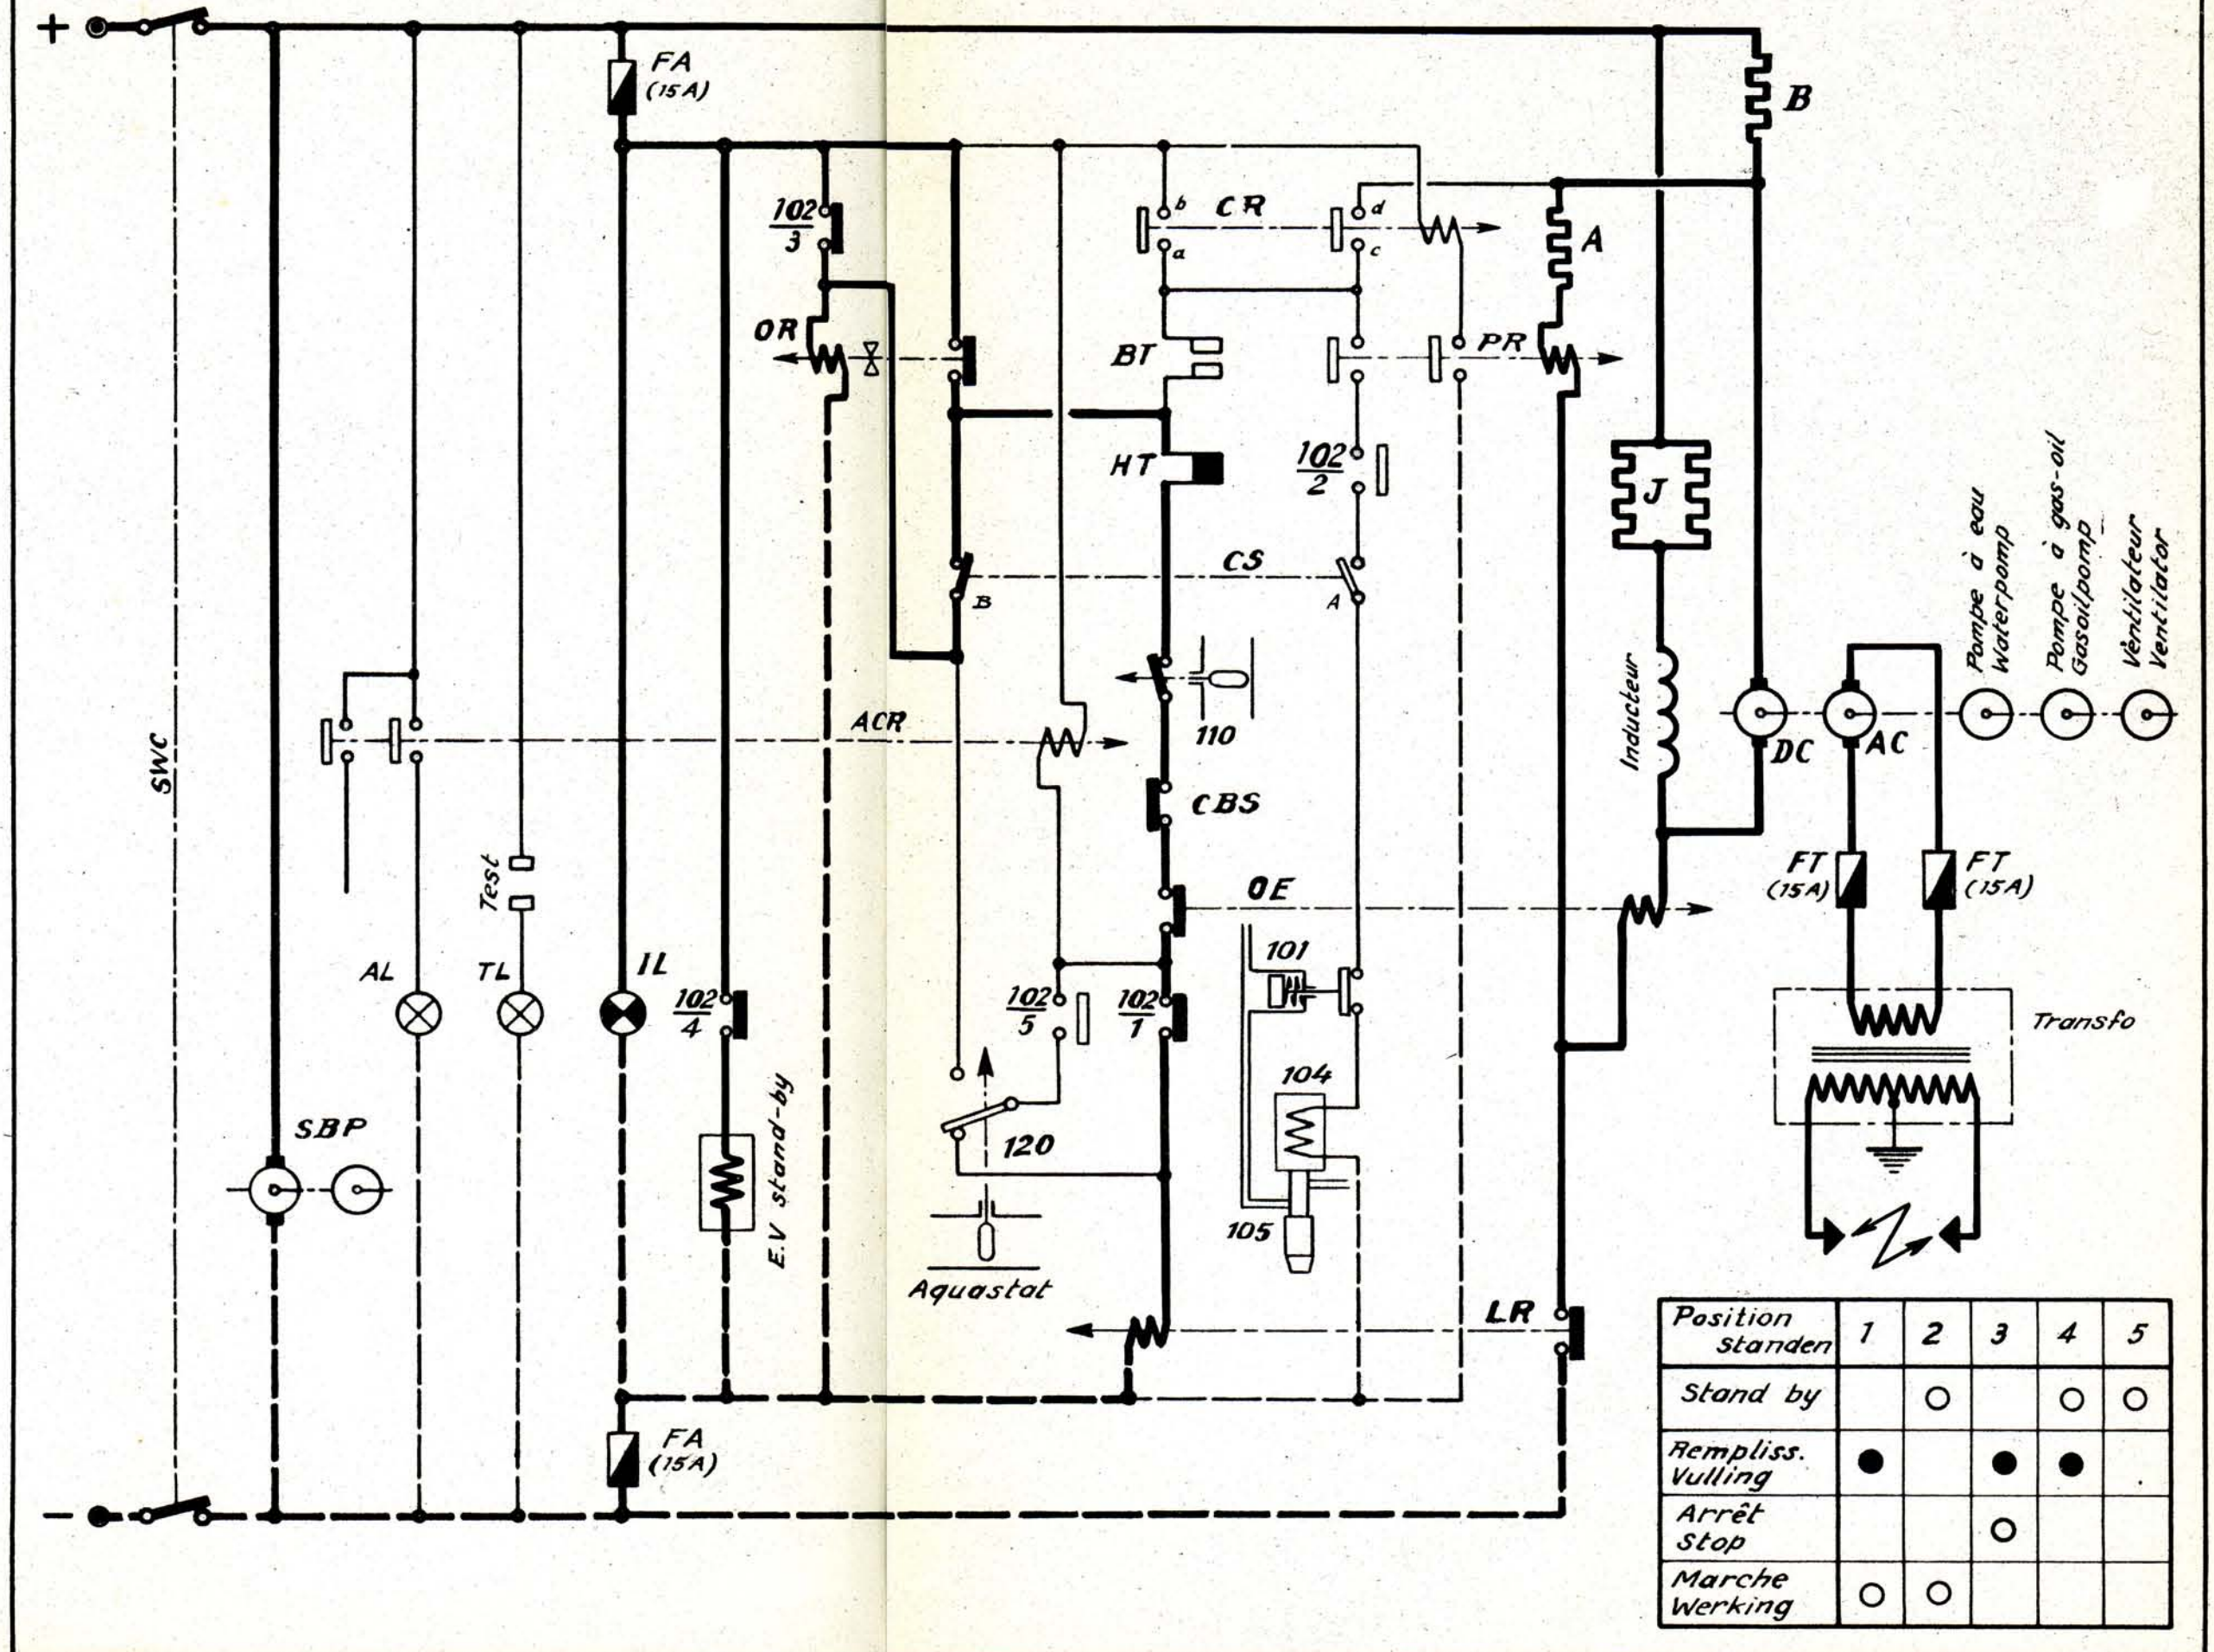 +
FA
(15A)
B
102
3
b
CR
d
a
c
A
OR
BT
PR
HT
102
2
J
CS
B
A
SWC
ACR
110
Inducteur
DC
AC
Pompe à eau
Waterpomp
Pompe à gas-oil
Gasoilpomp
Ventilateur
Ventilator
CBS
Test
OE
FT
(15A)
FT
(15A)
AL
TL
IL
102
4
101
102
5
102
1
Transfo
104
SBP
E.V stand-by
120
105
Aquastat
LR
FA
(15A)
-
Position
standen
1
2
3
4
5
Stand by
Rempliss.
Vulling
Arrêt
Stop
Marche
Werking